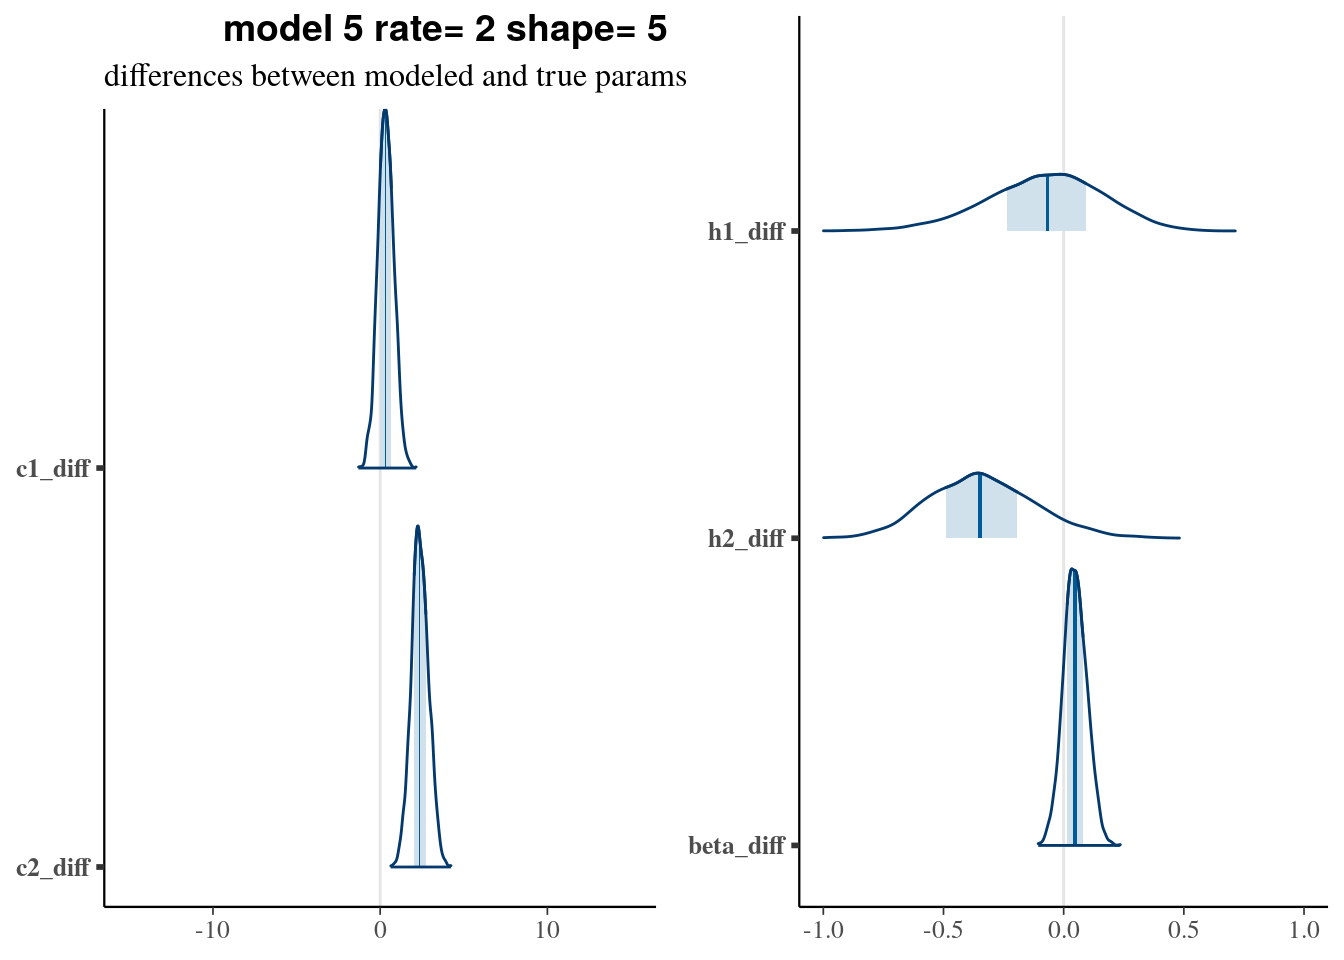 model 5 rate= 2 shape= 5
differences between modeled and true params
c1_diff
c2_diff
-10 0 10
h1_diff
h2_diff
beta_diff
-1.0 -0.5 0.0 0.5 1.0